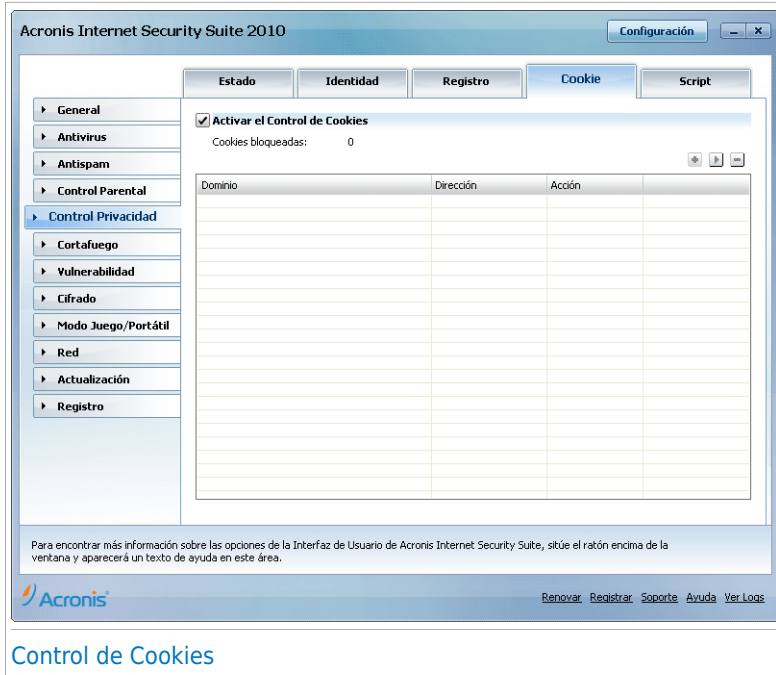 Acronis Internet Security Suite 2010
Configuración
Estado
Identidad
Registro
Cookie
Script
General
Antivirus
Antispam
Control Parental
Control Privacidad
Cortafuego
Vulnerabilidad
Cifrado
Modo Juego/Portátil
Red
Actualización
Registro
Activar el Control de Cookies
Cookies bloqueadas: 0
Dominio Dirección Acción
Para encontrar más información sobre las opciones de la Interfaz de Usuario de Acronis Internet Security Suite, sitúe el ratón encima de la
ventana y aparecerá un texto de ayuda en este área.
Acronis
Renovar Registrar Soporte Ayuda Ver Logs
Control de Cookies